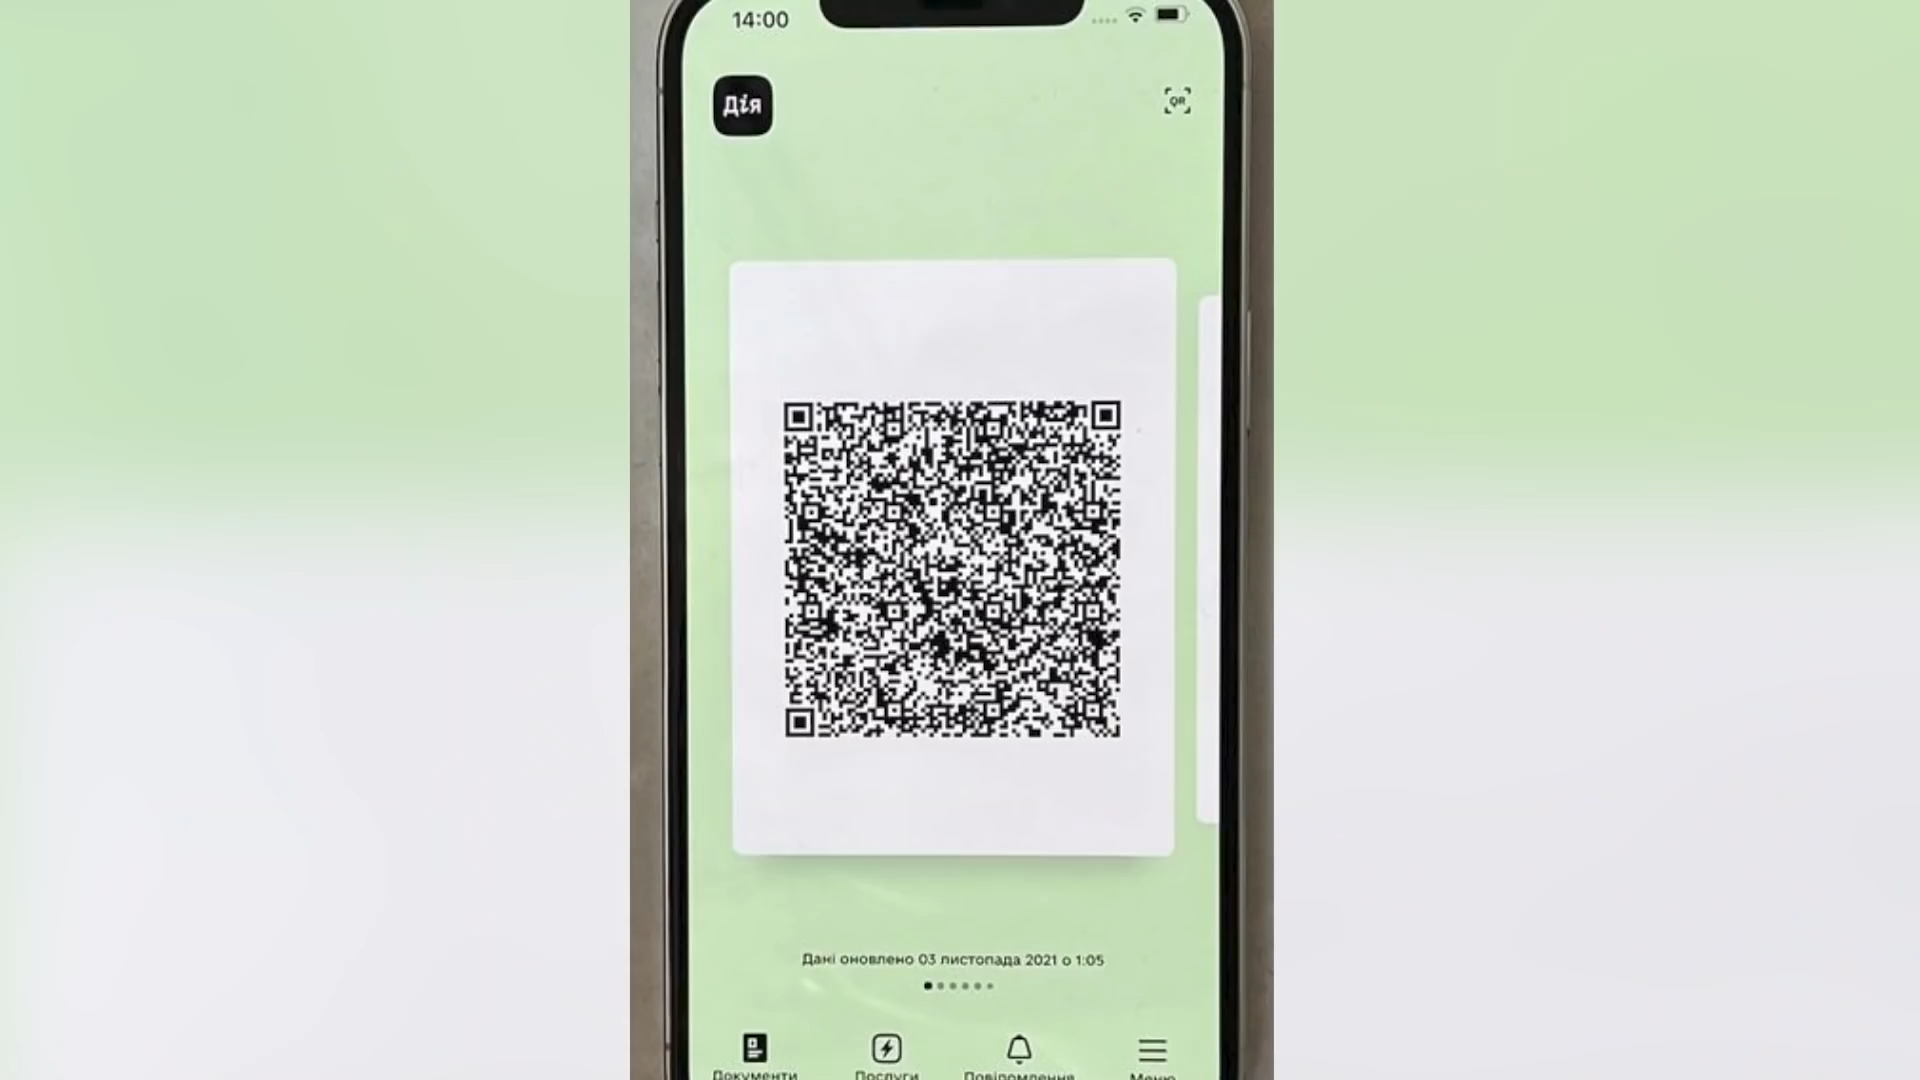 14:00
Дія
QR
Дані оновлено 03 листопада 2021 о 1:05
Документи
Послуги
Повідомлення
Меню